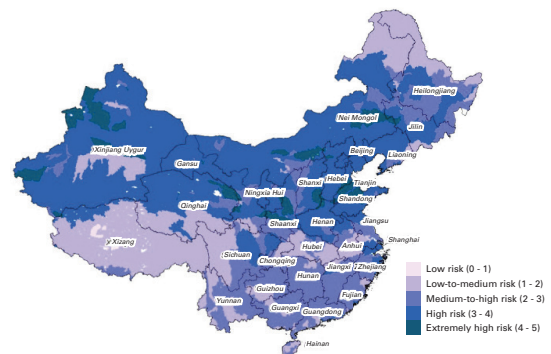 Heilongjiang
Nei Mongol
Jilin
Xinjiang Uygur
Beijing
Liaoning
Gansu
Hebei
Shanxi
Tianjin
Ningxia Hui
Shandong
Qinghai
Shaanxi
Henan
Jiangsu
Xizang
Hubei
Anhui
Shanghai
Sichuan
Chongqing
Jiangxi
Zhejiang
Hunan
Guizhou
Yunnan
Fujian
Guangxi
Guangdong
Hainan
Low risk (0 - 1)
Low-to-medium risk (1 - 2)
Medium-to-high risk (2 - 3)
High risk (3 - 4)
Extremely high risk (4 - 5)